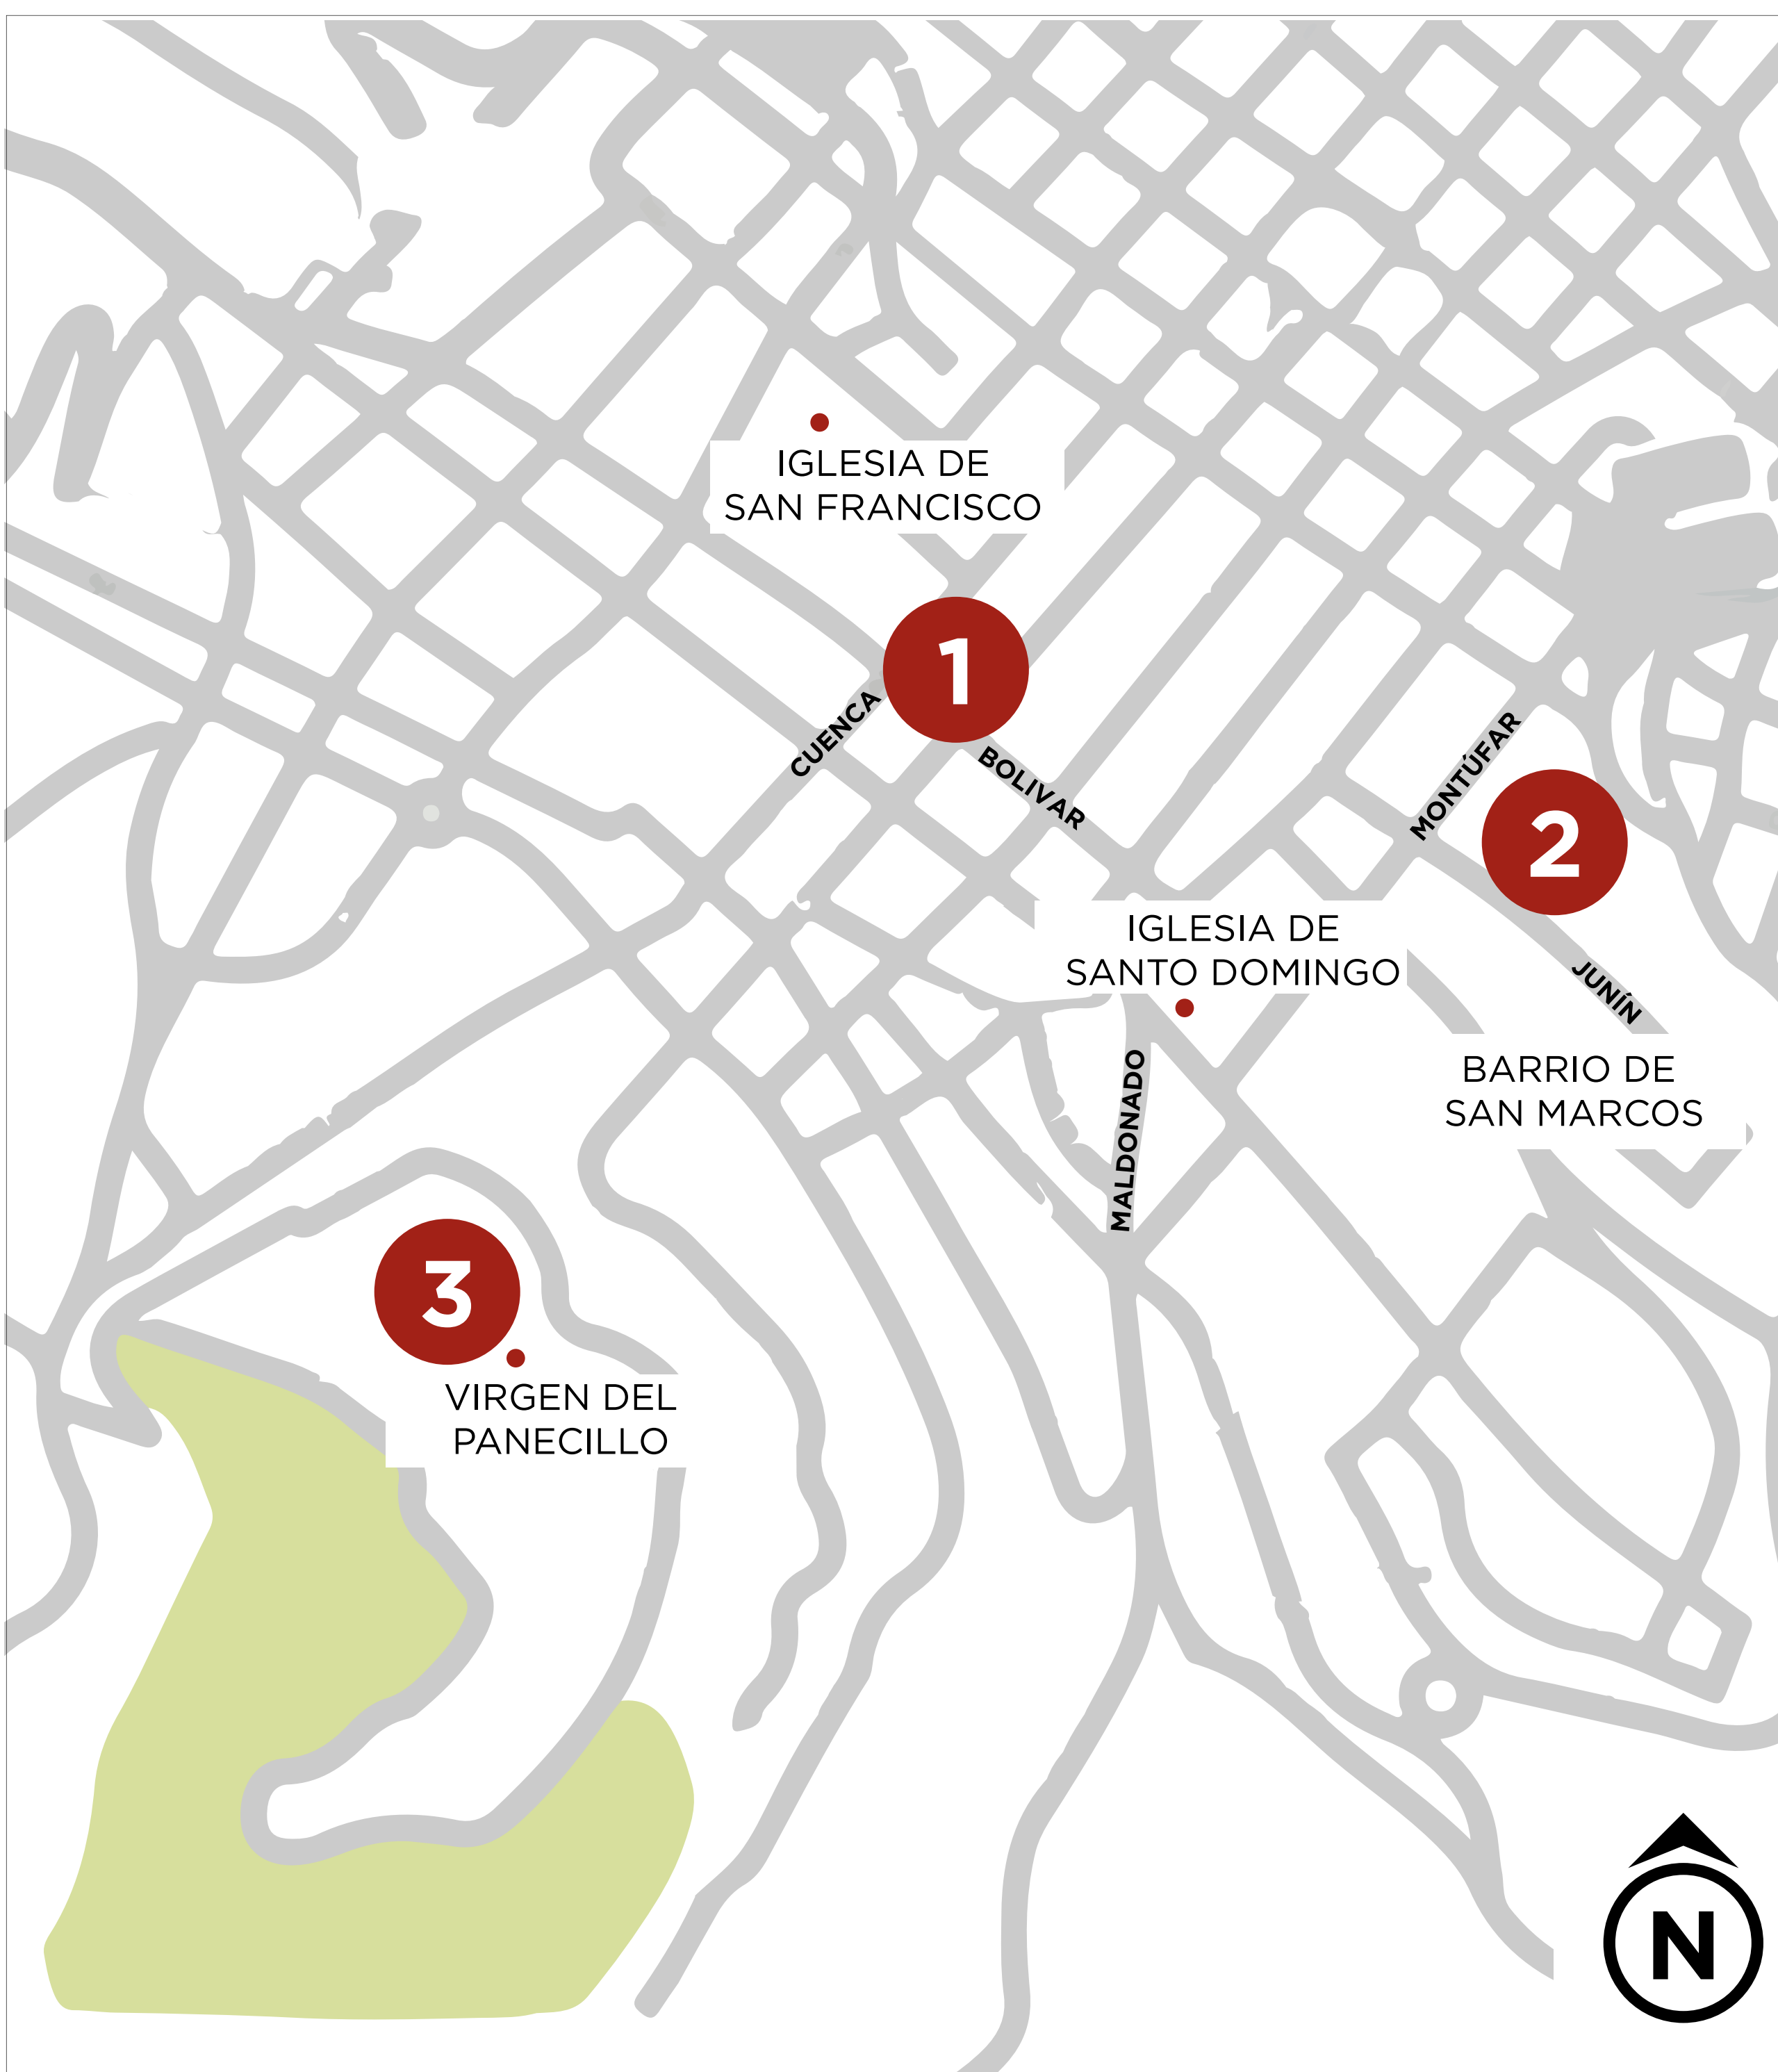 IGLESIA DE
SAN FRANCISCO
1
CUENCA
BOLIVAR
MONTÚFAR
2
IGLESIA DE
SANTO DOMINGO
JUNÍN
MALDONADO
BARRIO DE
SAN MARCOS
3
VIRGEN DEL
PANECILLO
N